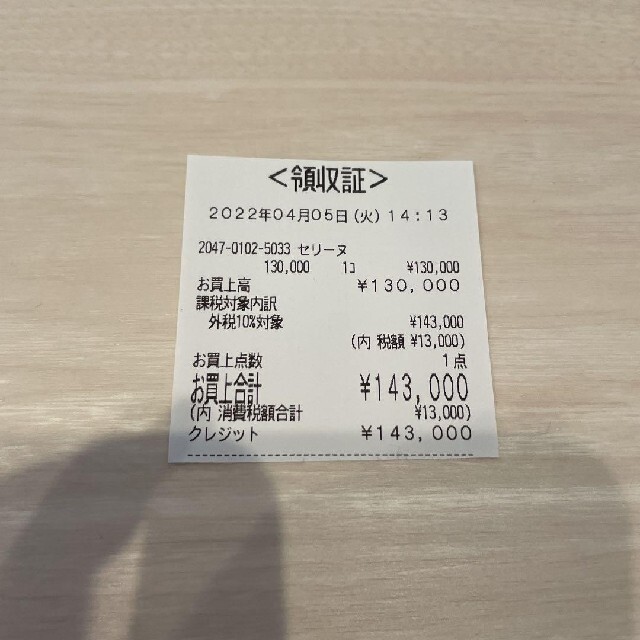 ＜領収証＞
2022年04月05日(火)14:13
2047-0102-5033 セリーヌ
130,000 1コ ¥130,000
お買上高 ¥130,000
課税対象内訳
外税10%対象 ¥143,000
(内 税額 ¥13,000)
お買上点数 1点
お買上合計 ¥143,000
(内 消費税額合計 ¥13,000)
クレジット ¥143,000